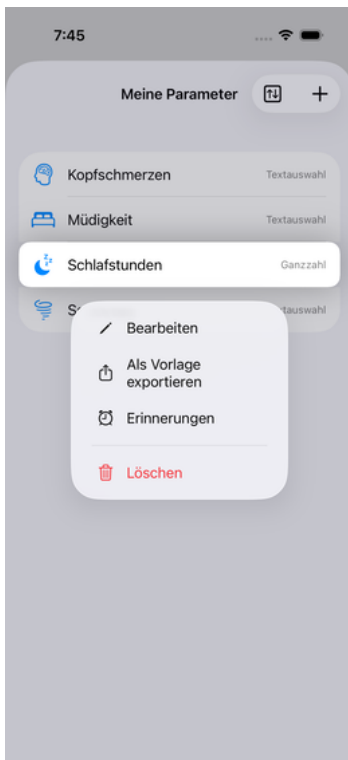 7:45
Meine Parameter
Kopfschmerzen Textauswahl
Müdigkeit Textauswahl
Schlafstunden Ganzzahl
Bearbeiten
Als Vorlage
exportieren
Erinnerungen
Löschen